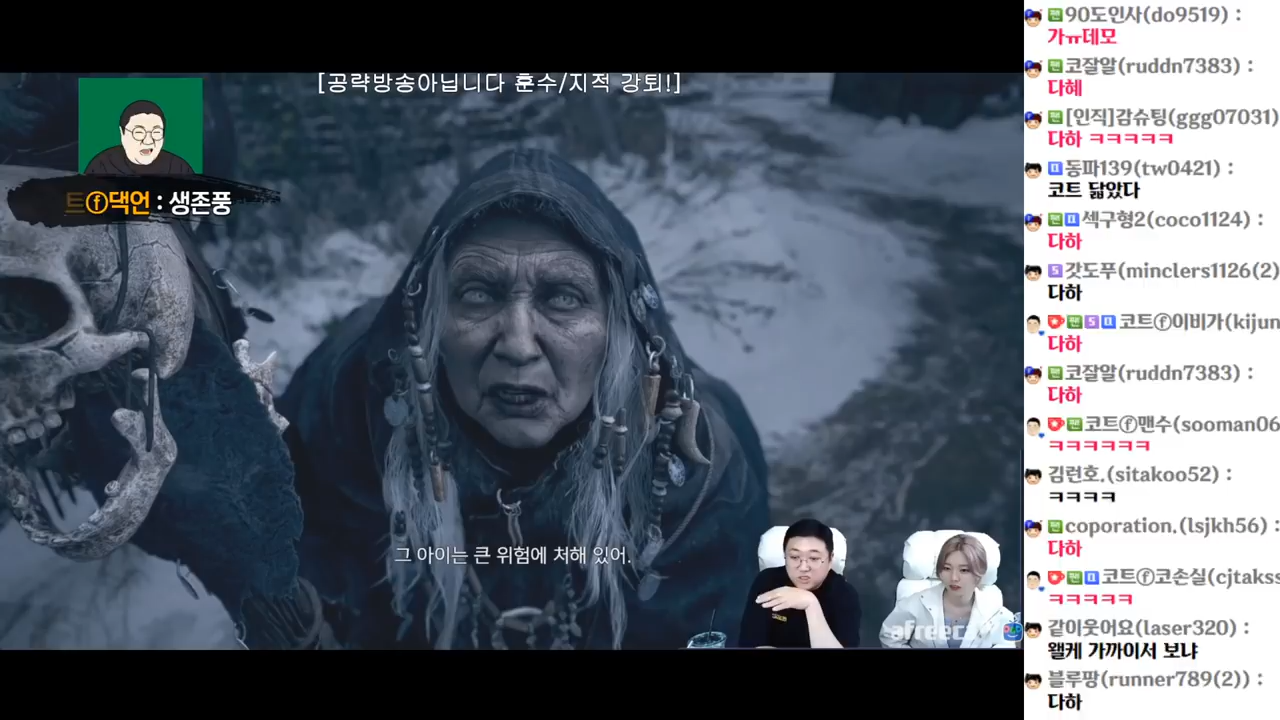 [공략방송아닙니다 훈수/지적 강퇴!]
트ⓕ댁언 : 생존풍
그 아이는 큰 위험에 처해 있어.
afreeca
90도인사(do9519) :
가ㅠ데모
코잘알(ruddn7383) :
다혜
[인직]감슈팅(ggg07031)
다하 ㅋㅋㅋㅋㅋ
동파139(tw0421) :
코트 닮았다
섹구형2(coco1124) :
다하
갓도푸(minclers1126(2)
다하
코트ⓕ이비가(kijun
다하
코잘알(ruddn7383) :
다하
코트ⓕ맨수(sooman06
ㅋㅋㅋㅋㅋㅋ
김런호.(sitakoo52) :
ㅋㅋㅋㅋ
coporation.(lsjkh56) :
다하
코트ⓕ코손실(cjtakss
ㅋㅋㅋㅋㅋ
같이웃어요(laser320) :
왤케 가까이서 보냐
블루팡(runner789(2)) :
다하